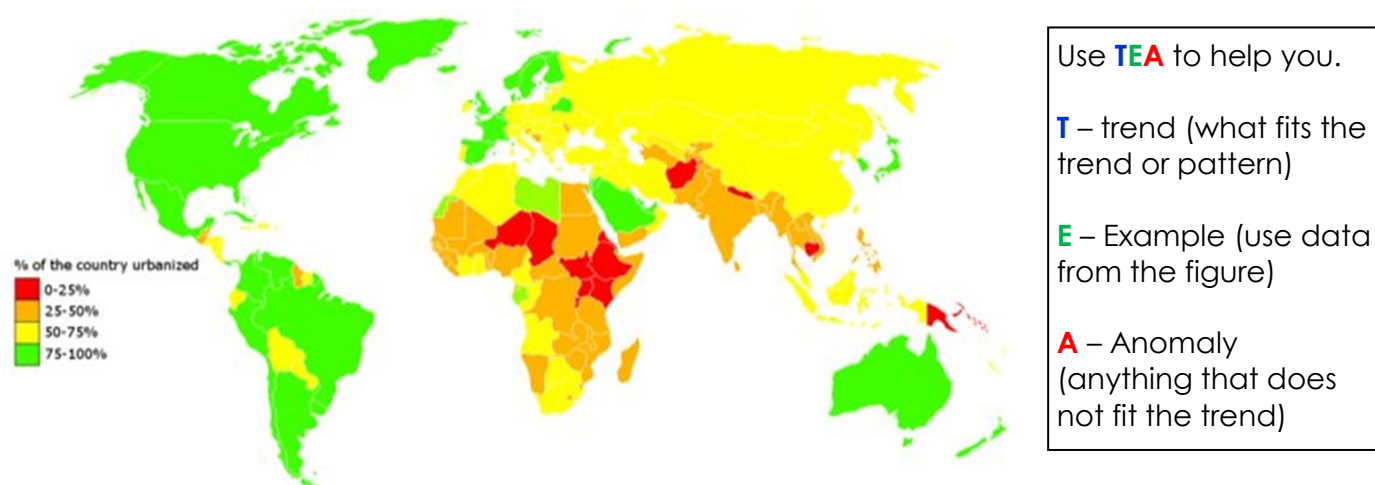 % of the country urbanized
0-25%
25-50%
50-75%
75-100%
Use TEA to help you.
T – trend (what fits the
trend or pattern)
E – Example (use data
from the figure)
A – Anomaly
(anything that does
not fit the trend)